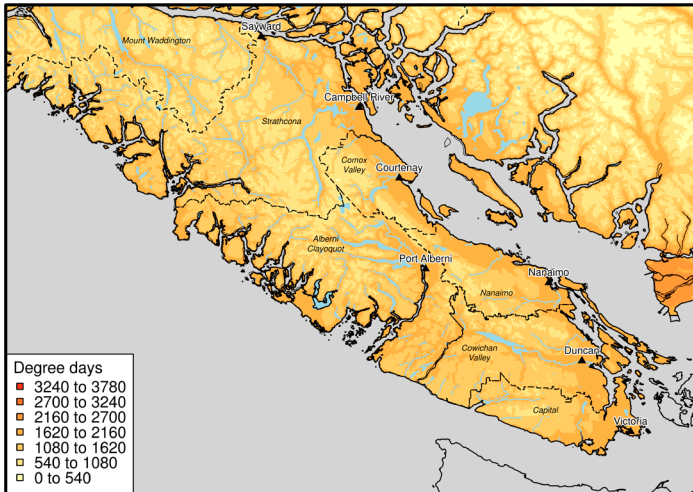 Sayward
Mount Waddington
Campbell River
Strathcona
Comox
Valley
Courtenay
Alberni
Clayoquot
Port Alberni
Nanaimo
Nanaimo
Cowichan
Valley
Duncan
Capital
Victoria
Degree days
3240 to 3780
2700 to 3240
2160 to 2700
1620 to 2160
1080 to 1620
540 to 1080
0 to 540